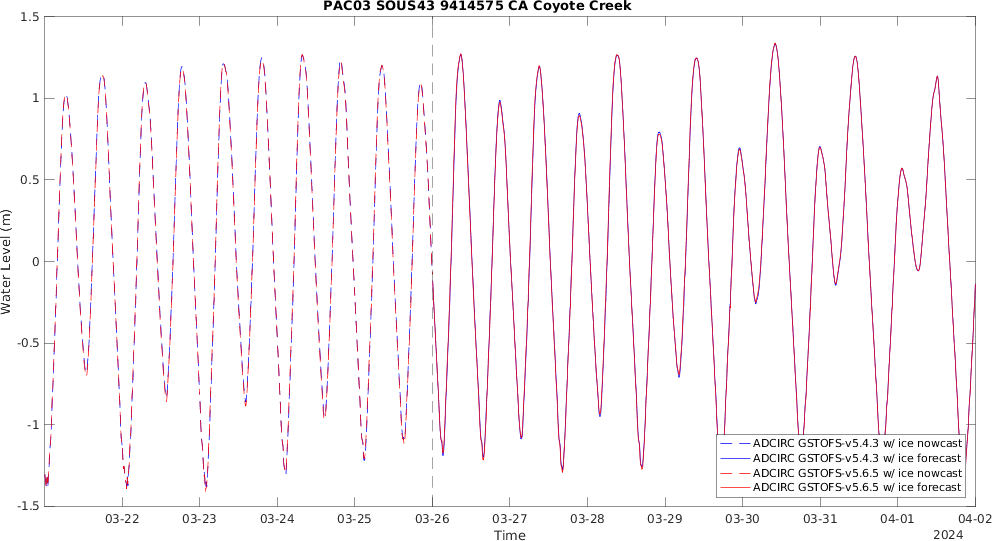 PAC03 SOUS43 9414575 CA Coyote Creek
1.5
1
0.5
0
-0.5
-1
-1.5
Water Level (m)
03-22
03-23
03-24
03-25
03-26
03-27
03-28
03-29
03-30
03-31
04-01
04-02
Time
2024
ADCIRC GSTOFS-v5.4.3 w/ ice nowcast
ADCIRC GSTOFS-v5.4.3 w/ ice forecast
ADCIRC GSTOFS-v5.6.5 w/ ice nowcast
ADCIRC GSTOFS-v5.6.5 w/ ice forecast